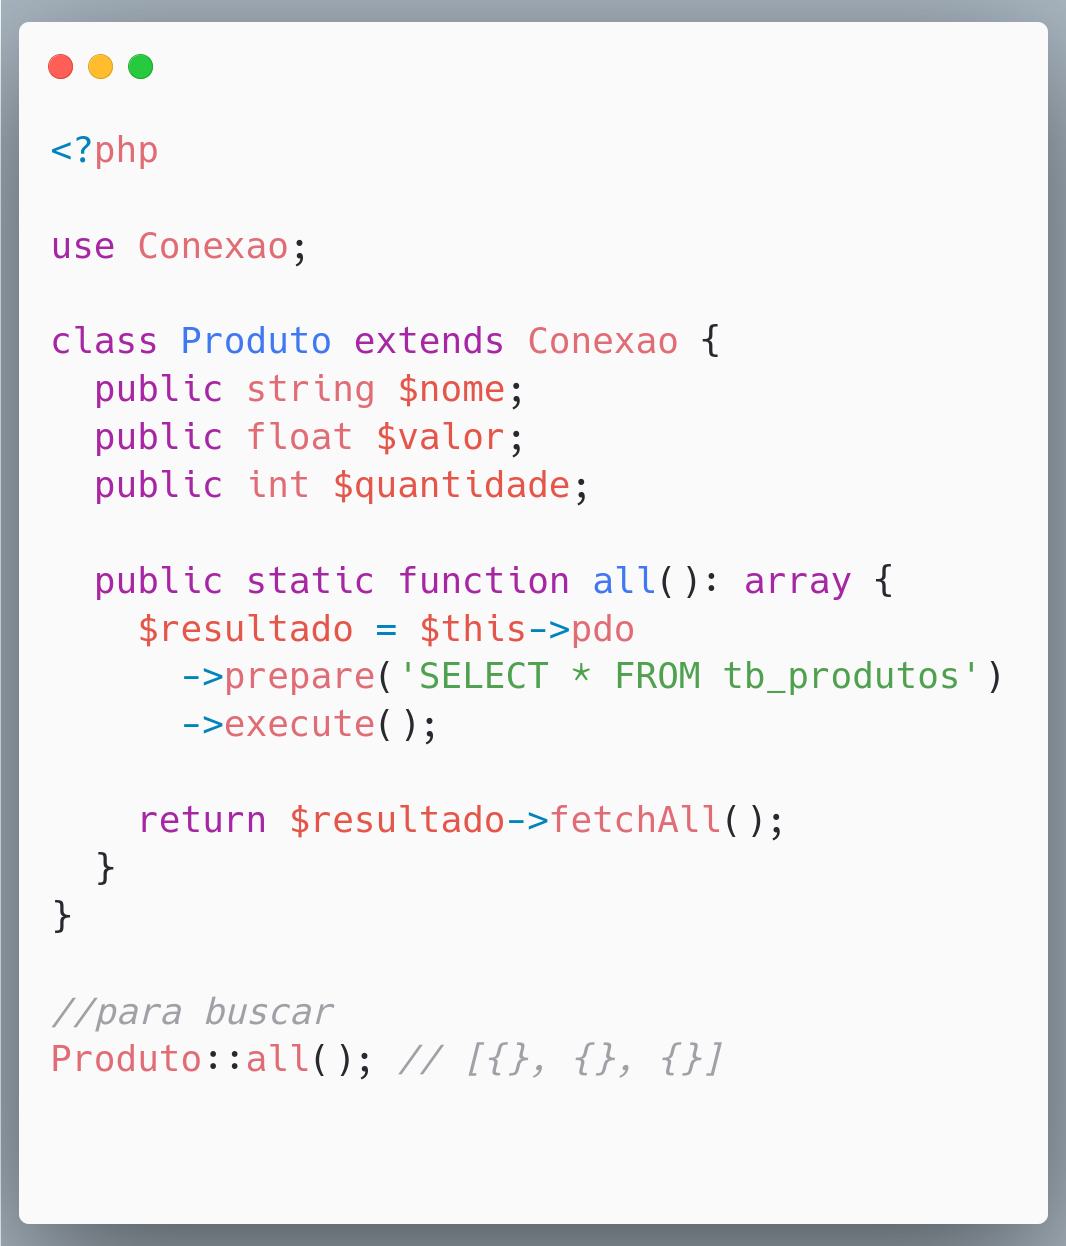 <?php
use Conexao;
class Produto extends Conexao {
  public string $nome;
  public float $valor;
  public int $quantidade;
  public static function all(): array {
    $resultado = $this->pdo
      ->prepare('SELECT * FROM tb_produtos')
      ->execute();
    return $resultado->fetchAll();
  }
}
//para buscar
Produto::all(); // [{}, {}, {}]